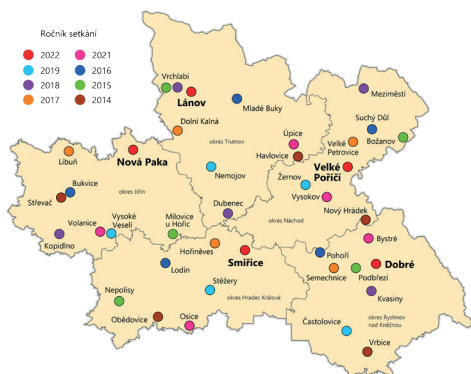 Ročník setkání
2022
2021
2019
2016
2018
2015
2017
2014
Vrchlabí
Lánov
Mladé Buky
Dolní Kalná
okres Trutnov
Úpice
Havlovice
Nemojov
Dubenec
Meziměstí
Suchý Důl
Velké
Petrovice
Božanov
Velké
Poříčí
Žernov
Vysokov
Nový Hrádek
okres Náchod
Libuň
Nová Paka
Bukvice
okres Jičín
Střevač
Volanice
Vysoké
Veselí
Kopidlno
Milovice
u Hořic
Hořiněves
Smiřice
Lodín
Stěžery
Nepolisy
okres Hradec Králové
Obědovice
Osice
Bystré
Pohoří
Dobré
Semechnice
Podbřezí
Kvasiny
okres Rychnov
nad Kněžnou
Častolovice
Vrbice